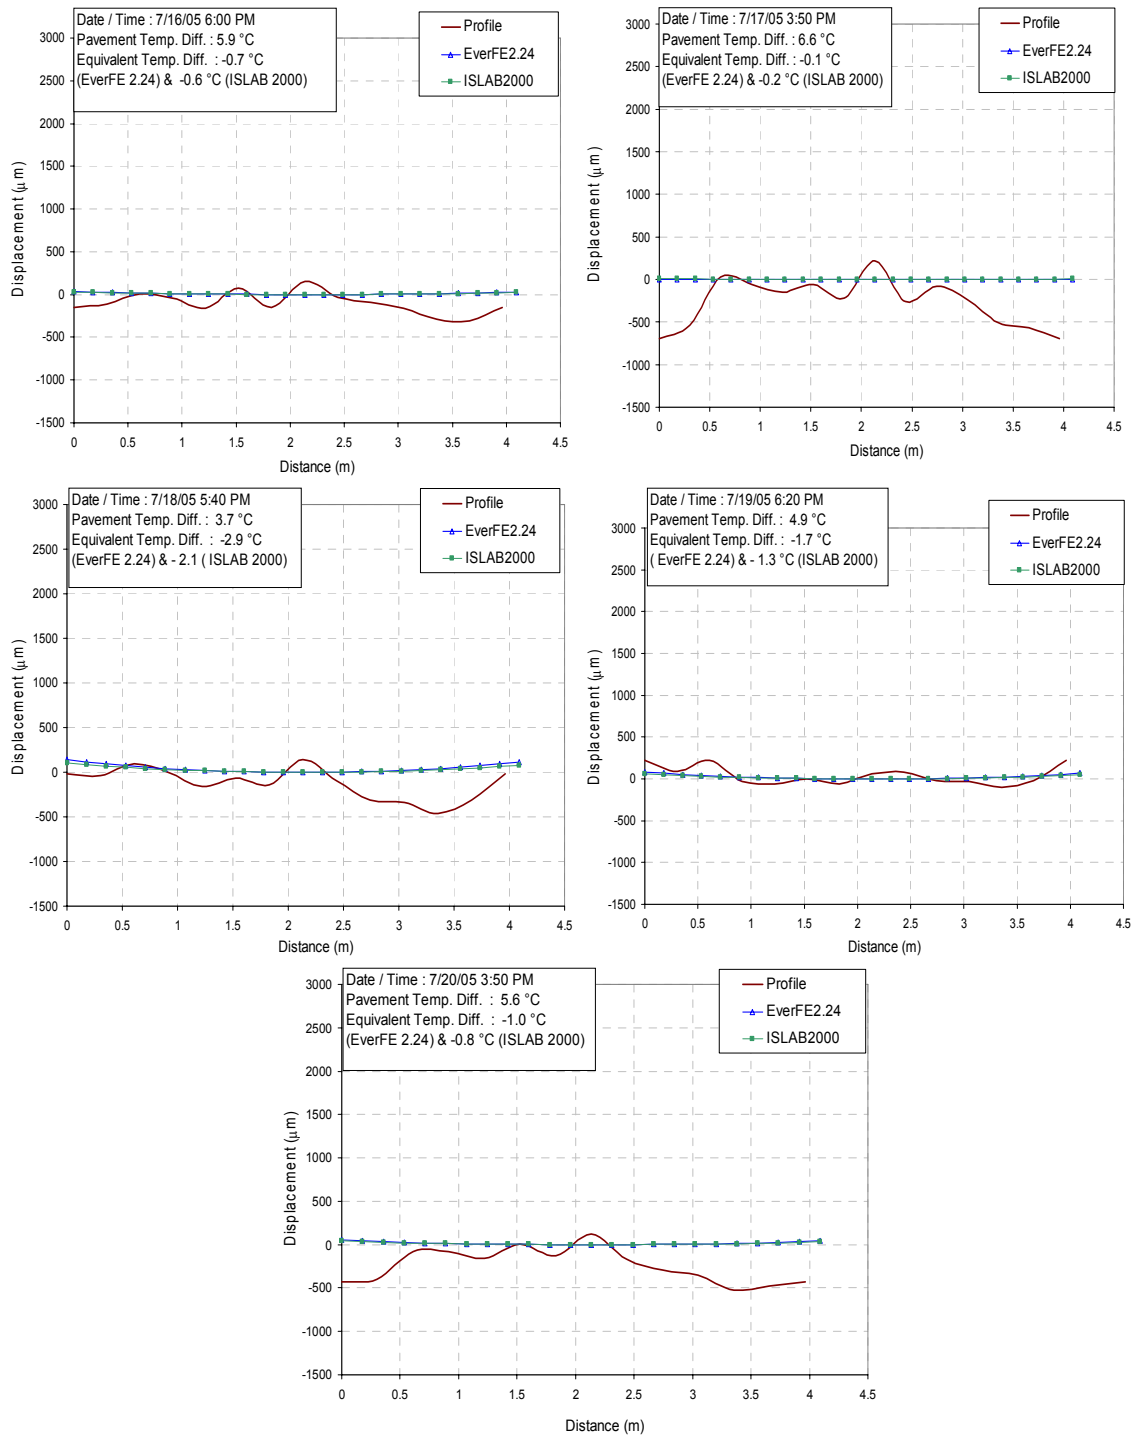 Date / Time : 7/16/05 6:00 PM
Pavement Temp. Diff. : 5.9 °C
Equivalent Temp. Diff. : -0.7 °C
(EverFE 2.24) & -0.6 °C (ISLAB 2000)
Profile
EverFE2.24
ISLAB2000
3000
2500
2000
1500
1000
500
0
-500
-1000
-1500
Displacement (μm)
0 0.5 1 1.5 2 2.5 3 3.5 4 4.5
Distance (m)
Date / Time : 7/17/05 3:50 PM
Pavement Temp. Diff. : 6.6 °C
Equivalent Temp. Diff. : -0.1 °C
(EverFE 2.24) & -0.2 °C (ISLAB 2000)
Profile
EverFE2.24
ISLAB2000
3000
2500
2000
1500
1000
500
0
-500
-1000
-1500
Displacement (μm)
0 0.5 1 1.5 2 2.5 3 3.5 4 4.5
Distance (m)
Date / Time : 7/18/05 5:40 PM
Pavement Temp. Diff. : 3.7 °C
Equivalent Temp. Diff. : -2.9 °C
(EverFE 2.24) & - 2.1 ( ISLAB 2000)
Profile
EverFE2.24
ISLAB2000
3000
2500
2000
1500
1000
500
0
-500
-1000
-1500
Displacement (μm)
0 0.5 1 1.5 2 2.5 3 3.5 4 4.5
Distance (m)
Date / Time : 7/19/05 6:20 PM
Pavement Temp. Diff. : 4.9 °C
Equivalent Temp. Diff. : -1.7 °C
( EverFE 2.24) & - 1.3 °C (ISLAB 2000)
Profile
EverFE2.24
ISLAB2000
3000
2500
2000
1500
1000
500
0
-500
-1000
-1500
Displacement (μm)
0 0.5 1 1.5 2 2.5 3 3.5 4 4.5
Distance (m)
Date / Time : 7/20/05 3:50 PM
Pavement Temp. Diff. : 5.6 °C
Equivalent Temp. Diff. : -1.0 °C
(EverFE 2.24) & -0.8 °C (ISLAB 2000)
Profile
EverFE2.24
ISLAB2000
3000
2500
2000
1500
1000
500
0
-500
-1000
-1500
Displacement (μm)
0 0.5 1 1.5 2 2.5 3 3.5 4 4.5
Distance (m)